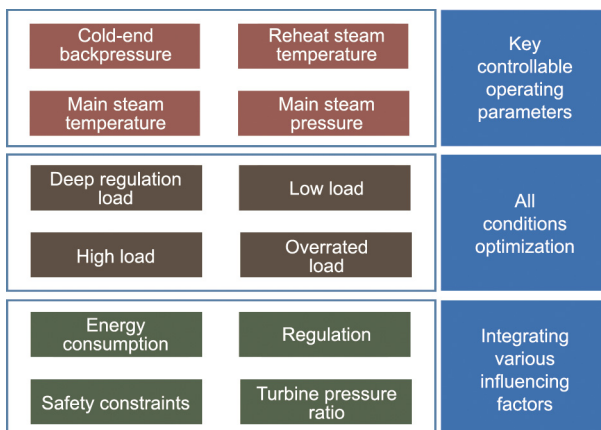 Cold-end
backpressure
Reheat steam
temperature
Main steam
temperature
Main steam
pressure
Key
controllable
operating
parameters
Deep regulation
load
Low load
High load
Overrated
load
All
conditions
optimization
Energy
consumption
Regulation
Safety constraints
Turbine pressure
ratio
Integrating
various
influencing
factors